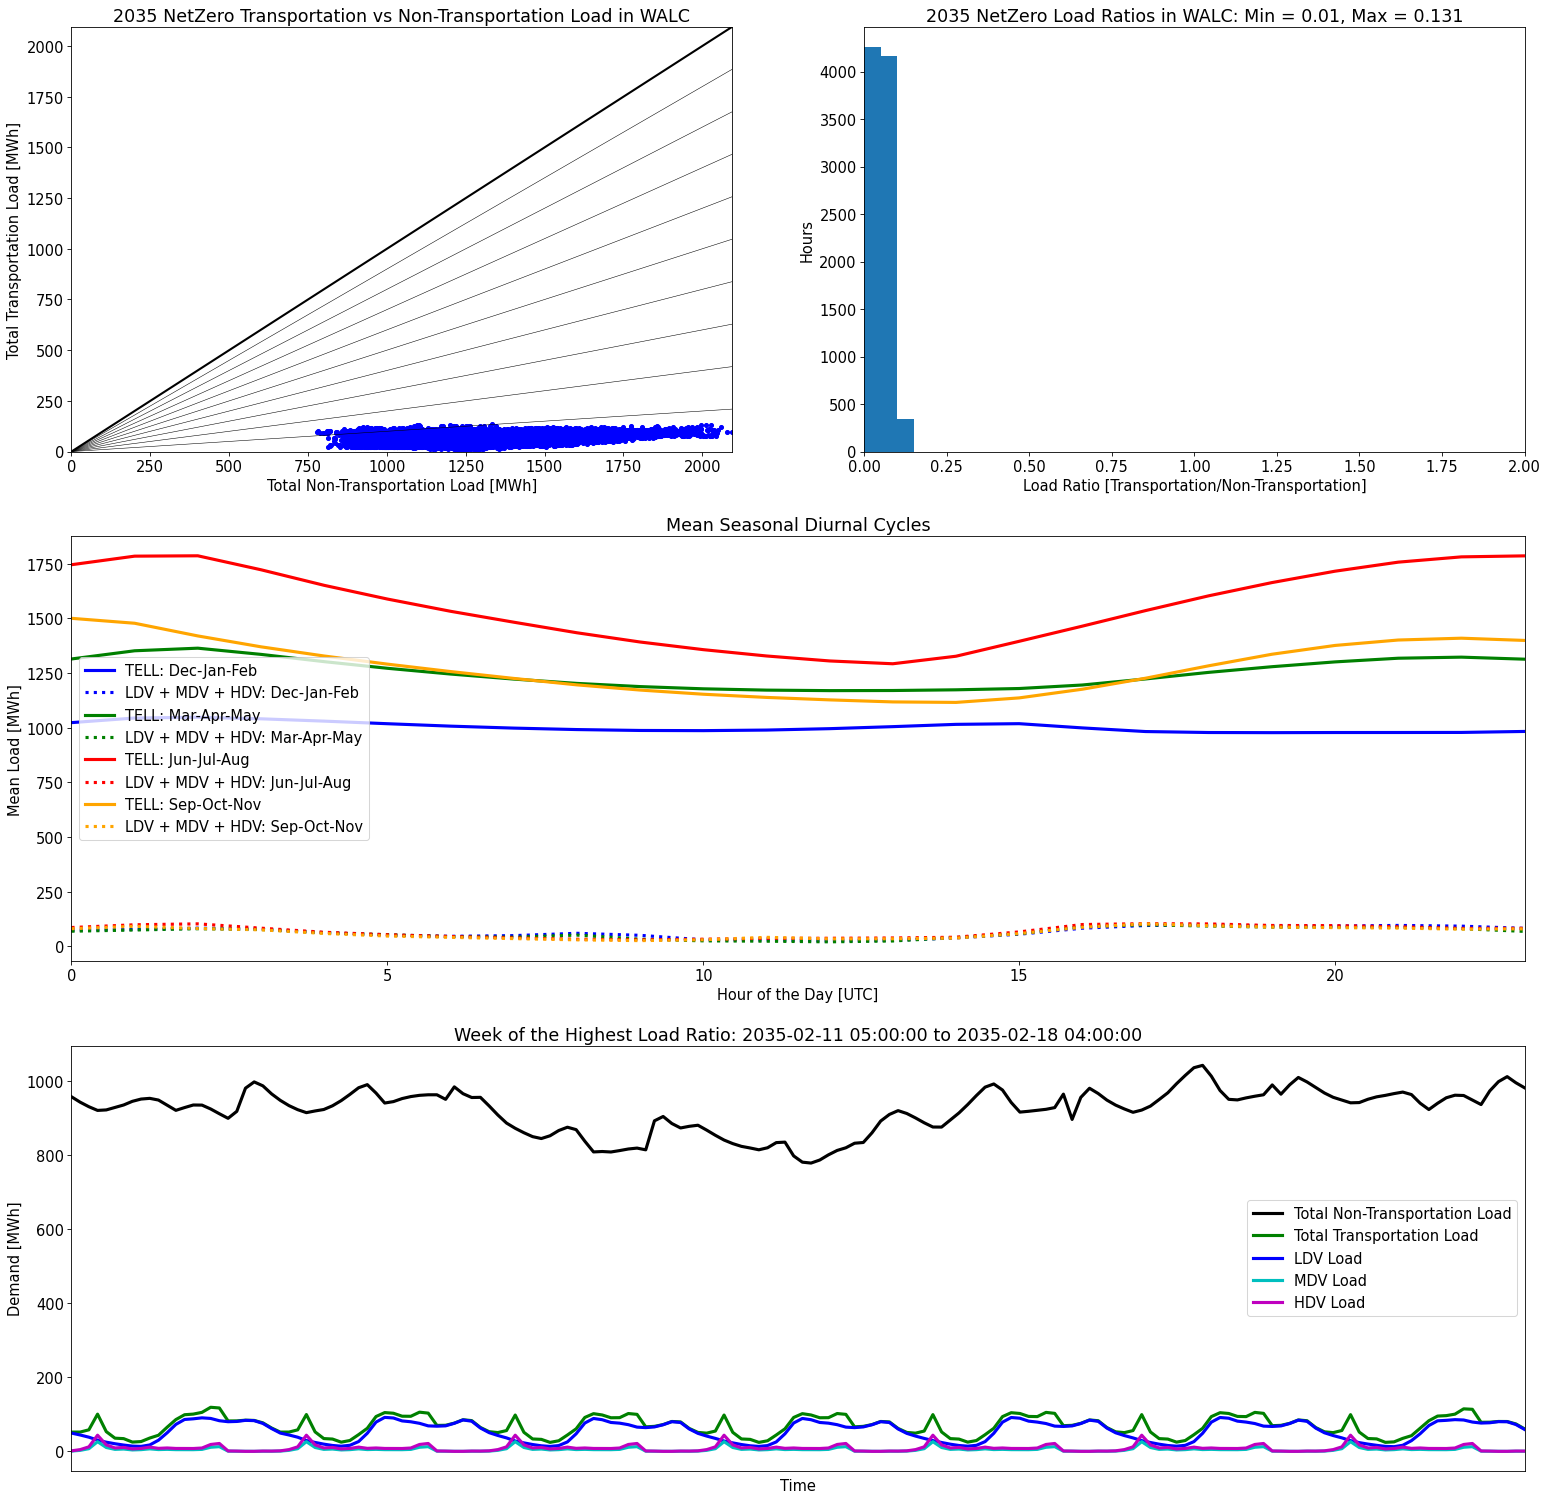 2035 NetZero Transportation vs Non-Transportation Load in WALC
Total Transportation Load [MWh]
2000
1750
1500
1250
1000
750
500
250
0
0 250 500 750 1000 1250 1500 1750 2000
Total Non-Transportation Load [MWh]
2035 NetZero Load Ratios in WALC: Min = 0.01, Max = 0.131
Hours
4000
3500
3000
2500
2000
1500
1000
500
0
0.00 0.25 0.50 0.75 1.00 1.25 1.50 1.75 2.00
Load Ratio [Transportation/Non-Transportation]
Mean Seasonal Diurnal Cycles
Mean Load [MWh]
1750
1500
1250
1000
750
500
250
0
TELL: Dec-Jan-Feb
LDV + MDV + HDV: Dec-Jan-Feb
TELL: Mar-Apr-May
LDV + MDV + HDV: Mar-Apr-May
TELL: Jun-Jul-Aug
LDV + MDV + HDV: Jun-Jul-Aug
TELL: Sep-Oct-Nov
LDV + MDV + HDV: Sep-Oct-Nov
0 5 10 15 20
Hour of the Day [UTC]
Week of the Highest Load Ratio: 2035-02-11 05:00:00 to 2035-02-18 04:00:00
Demand [MWh]
1000
800
600
400
200
0
Total Non-Transportation Load
Total Transportation Load
LDV Load
MDV Load
HDV Load
Time